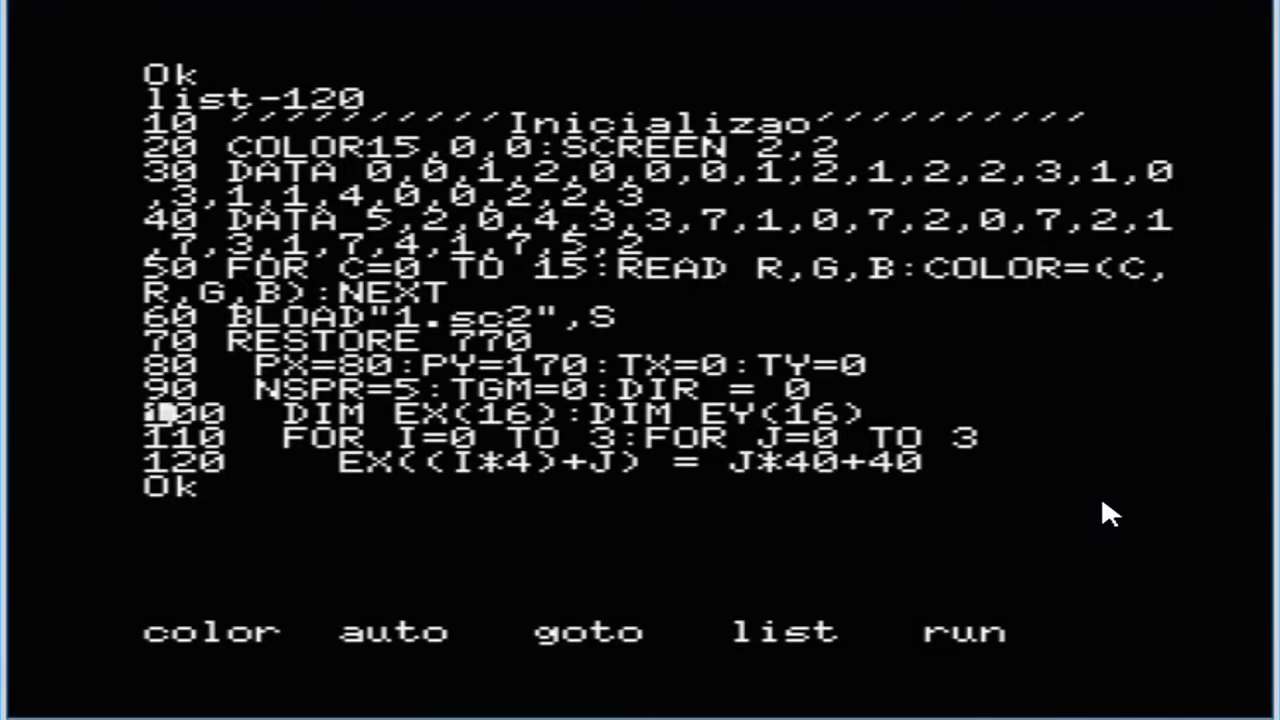 Ok
list-120
10 ''''''''''Inicializao''''''''''
20 COLOR15,0,0:SCREEN 2,2
30 DATA 0,0,1,2,0,0,0,1,2,1,2,2,3,1,0
,3,1,1,4,0,0,2,2,3
40 DATA 5,2,0,4,3,3,7,1,0,7,2,0,7,2,1
,7,3,1,7,4,1,7,5,2
50 FOR C=0 TO 15:READ R,G,B:COLOR=(C,
R,G,B):NEXT
60 BLOAD"1.sc2",S
70 RESTORE 770
80  PX=80:PY=170:TX=0:TY=0
90  NSPR=5:TGM=0:DIR = 0
100  DIM EX(16):DIM EY(16)
110  FOR I=0 TO 3:FOR J=0 TO 3
120    EX((I*4)+J) = J*40+40
Ok
color auto goto list run